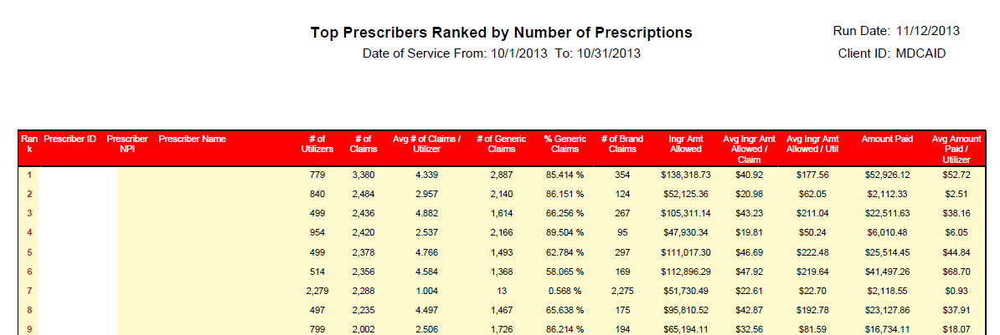 Top Prescribers Ranked by Number of Prescriptions
Run Date: 11/12/2013
Date of Service From: 10/1/2013 To: 10/31/2013
Client ID: MDCAID
Ran Prescriber ID Prescriber Prescriber Name # of # of Avg # of Claims / # of Generic % Generic # of Brand Ingr Amt Avg Ingr Amt Avg Ingr Amt Amount Paid Avg Amount
k NPI Utilizers Claims Utilizer Claims Claims Claims Allowed Allowed / Allowed / Util Paid /
Claim Utilizer
1 779 3,380 4.339 2,887 85.414 % 354 $138,318.73 $40.92 $177.56 $52,926.12 $52.72
2 840 2,484 2.957 2,140 86.151 % 124 $52,125.36 $20.98 $62.05 $2,112.33 $2.51
3 499 2,436 4.882 1,614 66.256 % 267 $105,311.14 $43.23 $211.04 $22,511.63 $38.16
4 954 2,420 2.537 2,166 89.504 % 95 $47,930.34 $19.81 $50.24 $6,010.48 $6.05
5 499 2,378 4.766 1,493 62.784 % 297 $111,017.30 $46.69 $222.48 $25,514.45 $44.84
6 514 2,356 4.584 1,368 58.065 % 169 $112,896.29 $47.92 $219.64 $41,497.26 $68.70
7 2,279 2,288 1.004 13 0.568 % 2,275 $51,730.49 $22.61 $22.70 $2,118.55 $0.93
8 497 2,235 4.497 1,467 65.638 % 175 $95,810.52 $42.87 $192.78 $23,127.86 $37.91
9 799 2,002 2.506 1,726 86.214 % 194 $65,194.11 $32.56 $81.59 $16,734.11 $18.07